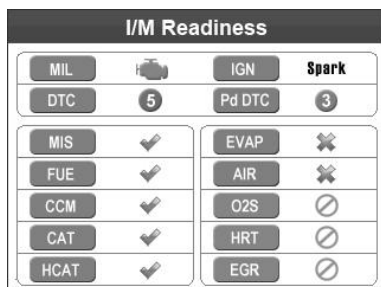 I/M Readiness
MIL IGN Spark
DTC 5 Pd DTC 3
MIS EVAP
FUE AIR
CCM O2S
CAT HRT
HCAT EGR